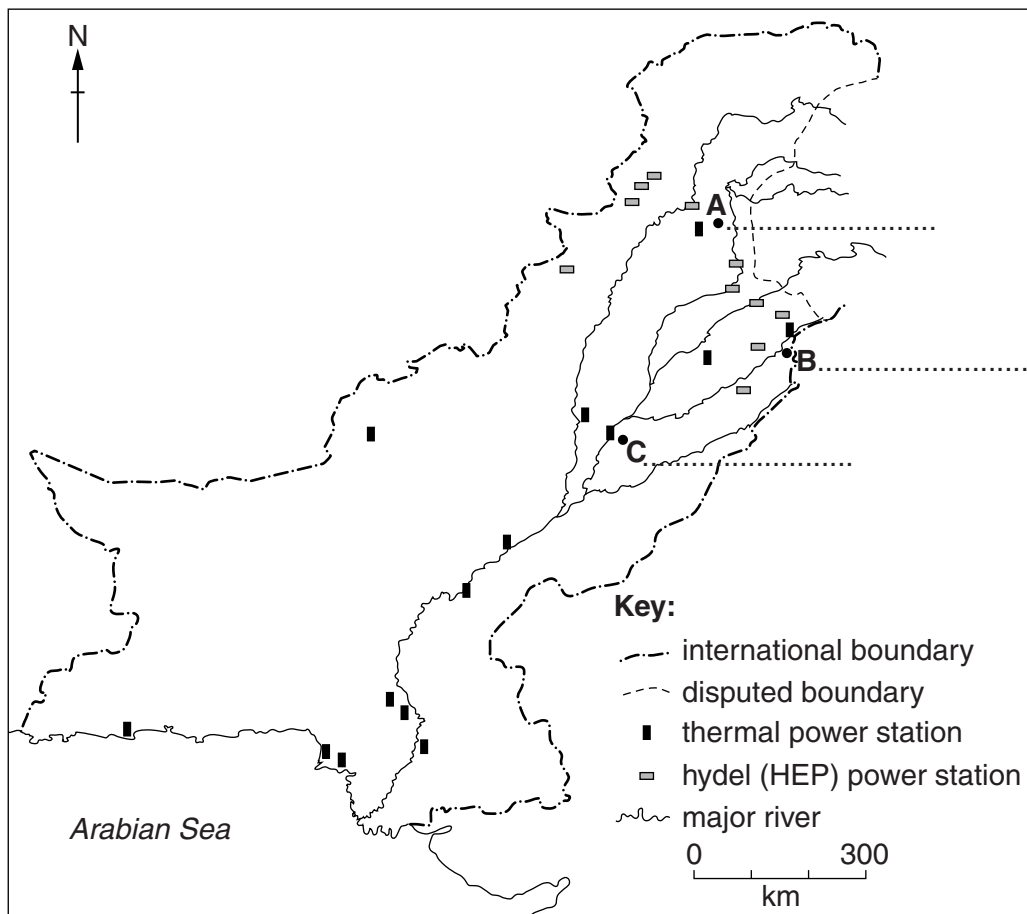 N
A
B
C
Key:
international boundary
disputed boundary
thermal power station
hydel (HEP) power station
major river
Arabian Sea
0 300
km